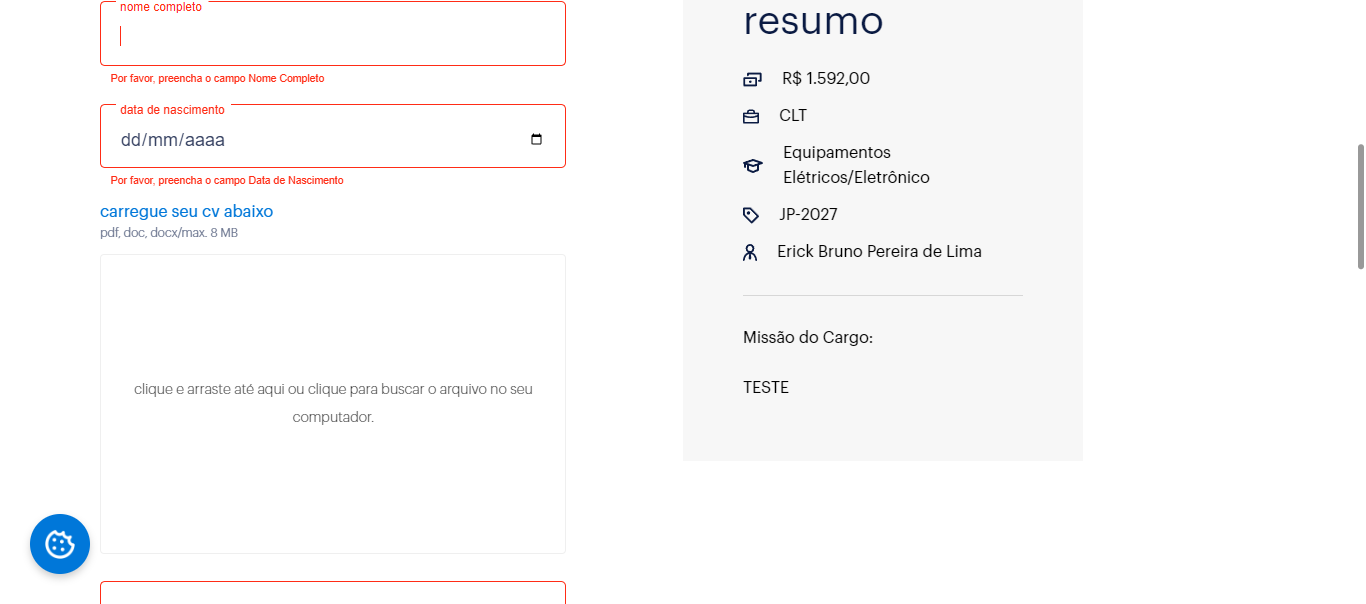 nome completo
Por favor, preencha o campo Nome Completo
data de nascimento
dd/mm/aaaa
Por favor, preencha o campo Data de Nascimento
carregue seu cv abaixo
pdf, doc, docx/max. 8 MB
clique e arraste até aqui ou clique para buscar o arquivo no seu
computador.
resumo
R$ 1.592,00
CLT
Equipamentos
Elétricos/Eletrônico
JP-2027
Erick Bruno Pereira de Lima
Missão do Cargo:
TESTE